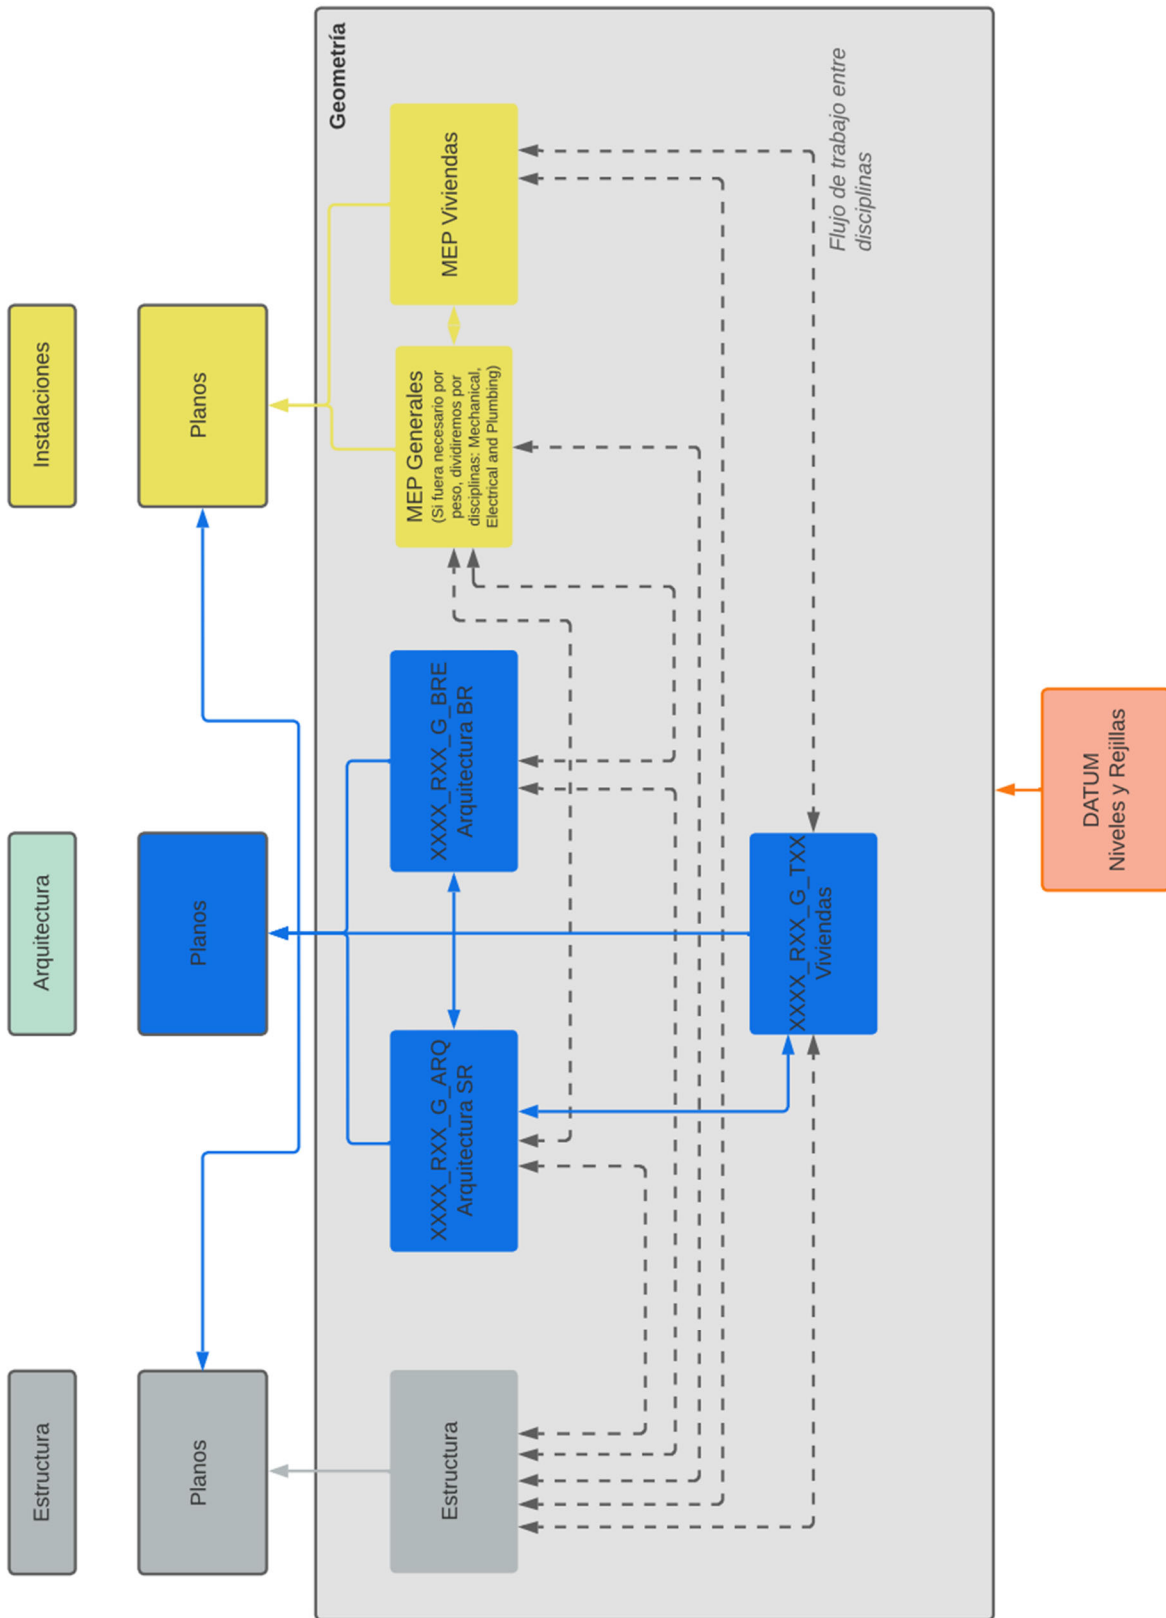 Estructura
Arquitectura
Instalaciones
Planos
Planos
Planos
Geometría
Estructura
XXXX_RXX_G_ARQ
Arquitectura SR
XXXX_RXX_G_BRE
Arquitectura BR
MEP Generales
(Si fuera necesario por
peso, dividiremos por
disciplinas: Mechanical,
Electrical and Plumbing)
MEP Viviendas
XXXX_RXX_G_TXX
Viviendas
Flujo de trabajo entre
disciplinas
DATUM
Niveles y Rejillas